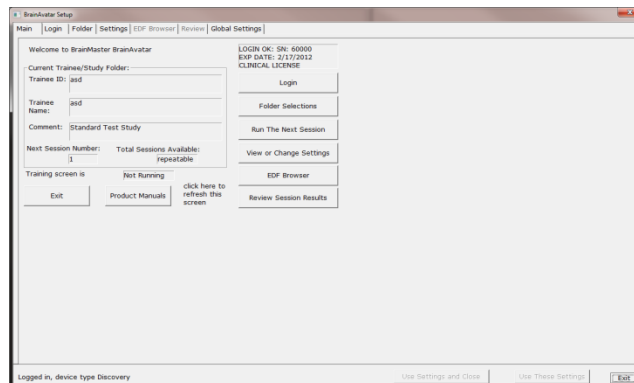 BrainAvatar Setup
Main Login Folder Settings EDF Browser Review Global Settings
Welcome to BrainMaster BrainAvatar
Current Trainee/Study Folder:
Trainee ID: asd
Trainee Name: asd
Comment: Standard Test Study
Next Session Number: Total Sessions Available:
1 repeatable
Training screen is Not Running
Exit
Product Manuals
click here to
refresh this
screen
LOGIN OK: SN: 60000
EXP DATE: 2/17/2012
CLINICAL LICENSE
Login
Folder Selections
Run The Next Session
View or Change Settings
EDF Browser
Review Session Results
Logged in, device type Discovery
Use Settings and Close
Use These Settings
Exit